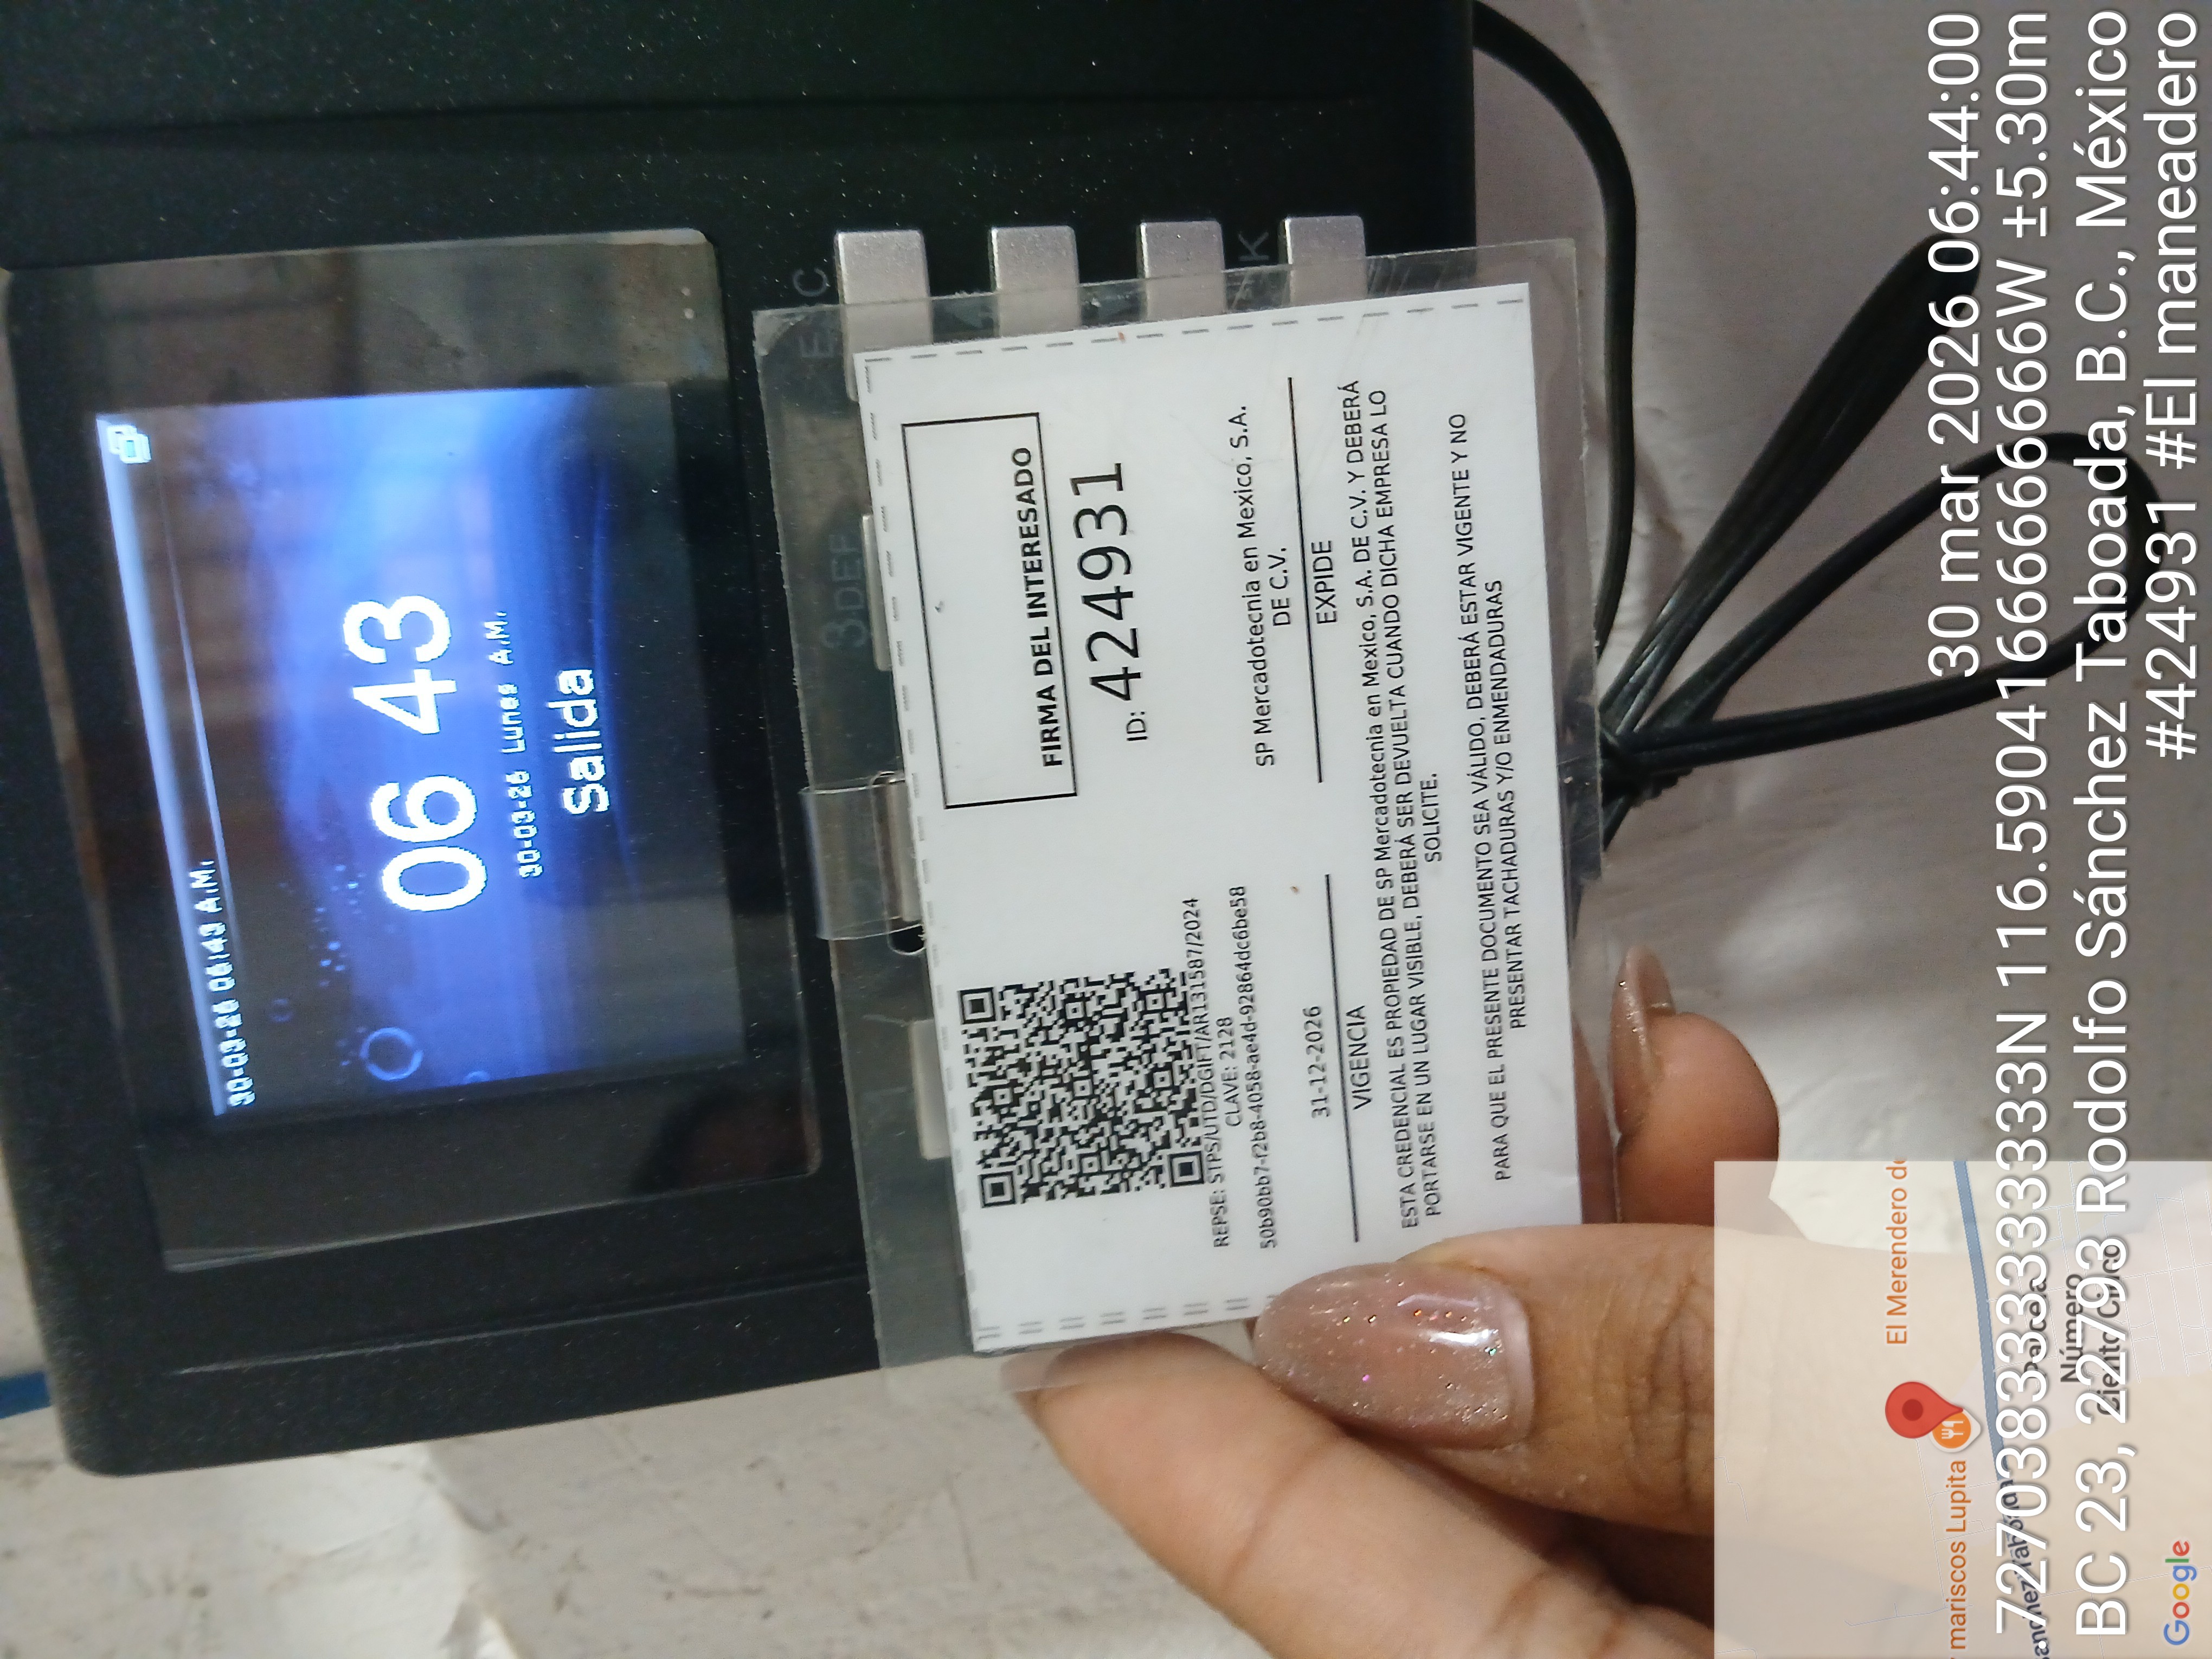 30-03-26 06:43 A.M.
06 43
30-03-26 Lunes A.M.
Salida
3DEF
FIRMA DEL INTERESADO
ID: 424931
REPSE: STPS/UTD/DGIFT/AR131587/2024
CLAVE: 2128
50b90bb7-f2b8-4058-ae4d-92864dc6be58
SP Mercadotecnia en Mexico, S.A.
DE C.V.
31-12-2026
VIGENCIA
EXPIDE
ESTA CREDENCIAL ES PROPIEDAD DE SP Mercadotecnia en Mexico, S.A. DE C.V. Y DEBERÁ
PORTARSE EN UN LUGAR VISIBLE, DEBERÁ SER DEVUELTA CUANDO DICHA EMPRESA LO
SOLICITE.
PARA QUE EL PRESENTE DOCUMENTO SEA VÁLIDO, DEBERÁ ESTAR VIGENTE Y NO
PRESENTAR TACHADURAS Y/O ENMENDADURAS
30 mar 2026 06:44:00
±5.30m
BC 23, 22793 Rodolfo Sánchez Taboada, B.C., México
#424931 #El maneadero
El Merendero de
mariscos Lupita
Número
Google